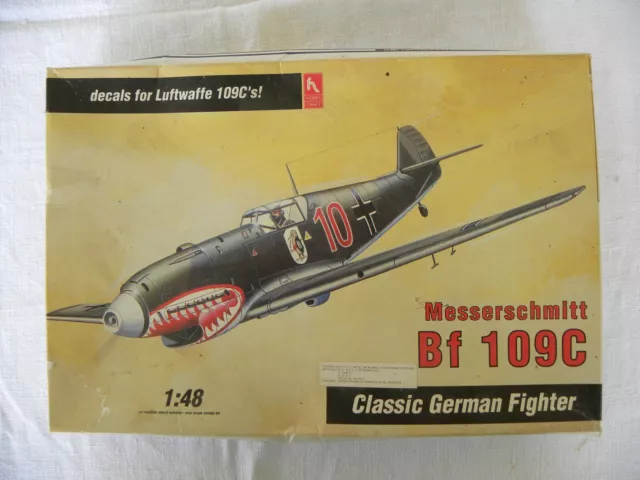 decals for Luftwaffe 109C's!
h
10
Messerschmitt
Bf 109C
1:48
Classic German Fighter